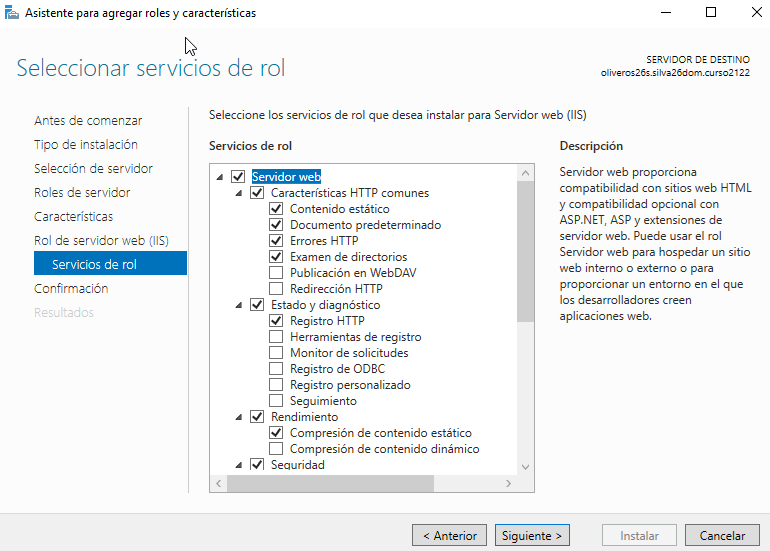 Asistente para agregar roles y características
Seleccionar servicios de rol
SERVIDOR DE DESTINO
oliveros26s.silva26dom.curso2122
Antes de comenzar
Tipo de instalación
Selección de servidor
Roles de servidor
Características
Rol de servidor web (IIS)
Servicios de rol
Confirmación
Resultados
Seleccione los servicios de rol que desea instalar para Servidor web (IIS)
Servicios de rol
Servidor web
Características HTTP comunes
Contenido estático
Documento predeterminado
Errores HTTP
Examen de directorios
Publicación en WebDAV
Redirección HTTP
Estado y diagnóstico
Registro HTTP
Herramientas de registro
Monitor de solicitudes
Registro de ODBC
Registro personalizado
Seguimiento
Rendimiento
Compresión de contenido estático
Compresión de contenido dinámico
Seguridad
Descripción
Servidor web proporciona
compatibilidad con sitios web HTML
y compatibilidad opcional con
ASP.NET, ASP y extensiones de
servidor web. Puede usar el rol
Servidor web para hospedar un sitio
web interno o externo o para
proporcionar un entorno en el que
los desarrolladores creen
aplicaciones web.
< Anterior
Siguiente >
Instalar
Cancelar